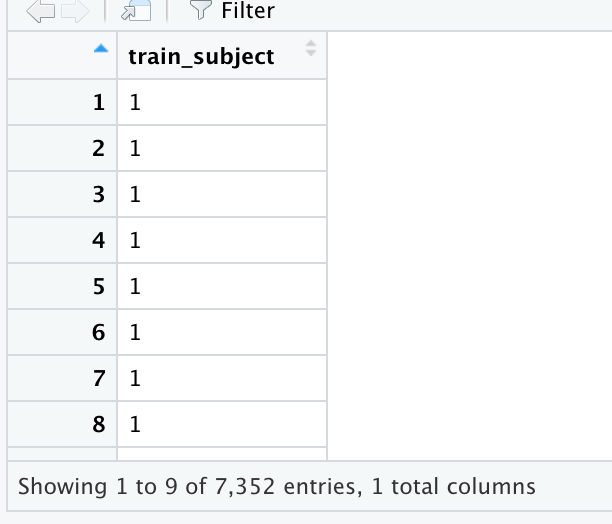 Filter
train_subject
1 1
2 1
3 1
4 1
5 1
6 1
7 1
8 1
Showing 1 to 9 of 7,352 entries, 1 total columns